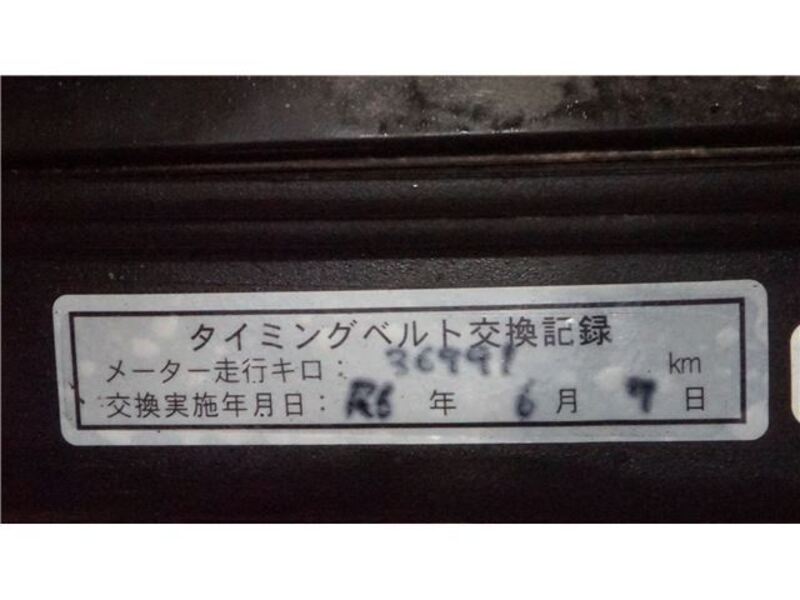 タイミングベルト交換記録
メーター走行キロ： 36991 km
交換実施年月日： R6 年 6 月 7 日